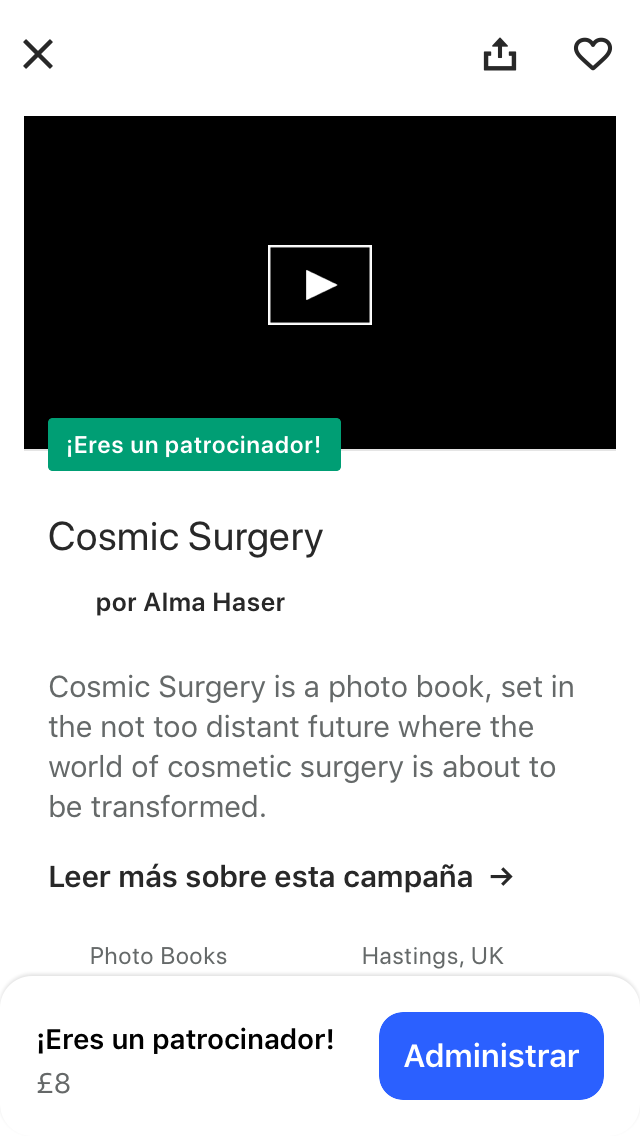 ¡Eres un patrocinador!
Cosmic Surgery
por Alma Haser
Cosmic Surgery is a photo book, set in
the not too distant future where the
world of cosmetic surgery is about to
be transformed.
Leer más sobre esta campaña →
Photo Books
Hastings, UK
¡Eres un patrocinador!
£8
Administrar